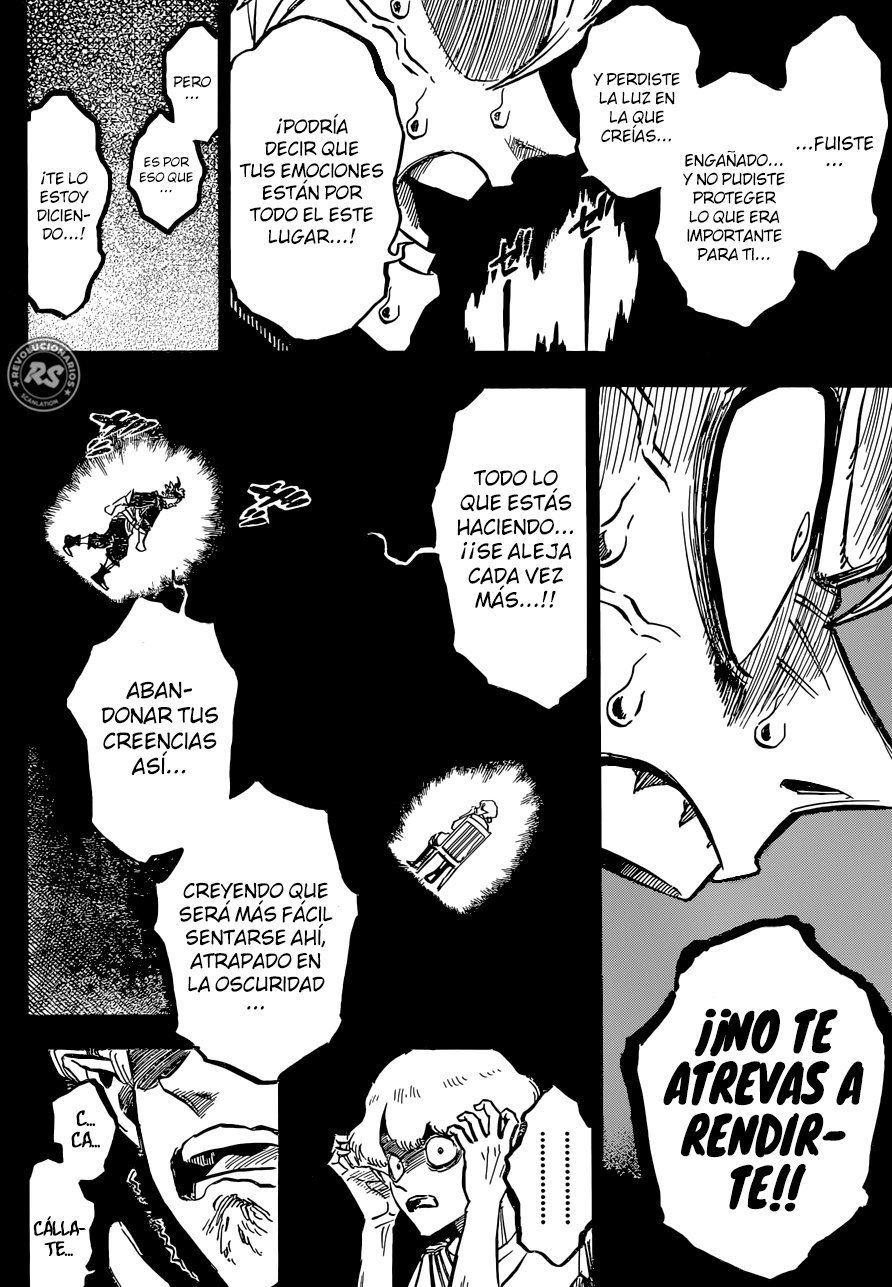 ...FUISTE
...
ENGAÑADO...
Y NO PUDISTE
PROTEGER
LO QUE ERA
IMPORTANTE
PARA TI...
Y PERDISTE
LA LUZ EN
LA QUE
CREÍAS...
ゼェ
ゼェ
¡PODRÍA
DECIR QUE
TUS EMOCIONES
ESTÁN POR
TODO EL ESTE
LUGAR...!
PERO
...
ES POR
ESO QUE
...
¡TE LO
ESTOY
DICIEN-
DO...!
REVOLUCIONARIOS
RS
SCANLATION
TODO LO
QUE ESTÁS
HACIENDO...
¡¡SE ALEJA
CADA VEZ
MÁS...!!
ABAN-
DONAR TUS
CREENCIAS
ASÍ...
CREYENDO QUE
SERÁ MÁS FÁCIL
SENTARSE AHÍ,
ATRAPADO EN
LA OSCURIDAD
...
¡¡NO TE
ATREVAS A
RENDIR-
TE!!
..........
C...
CA...
CÁLLA-
TE...